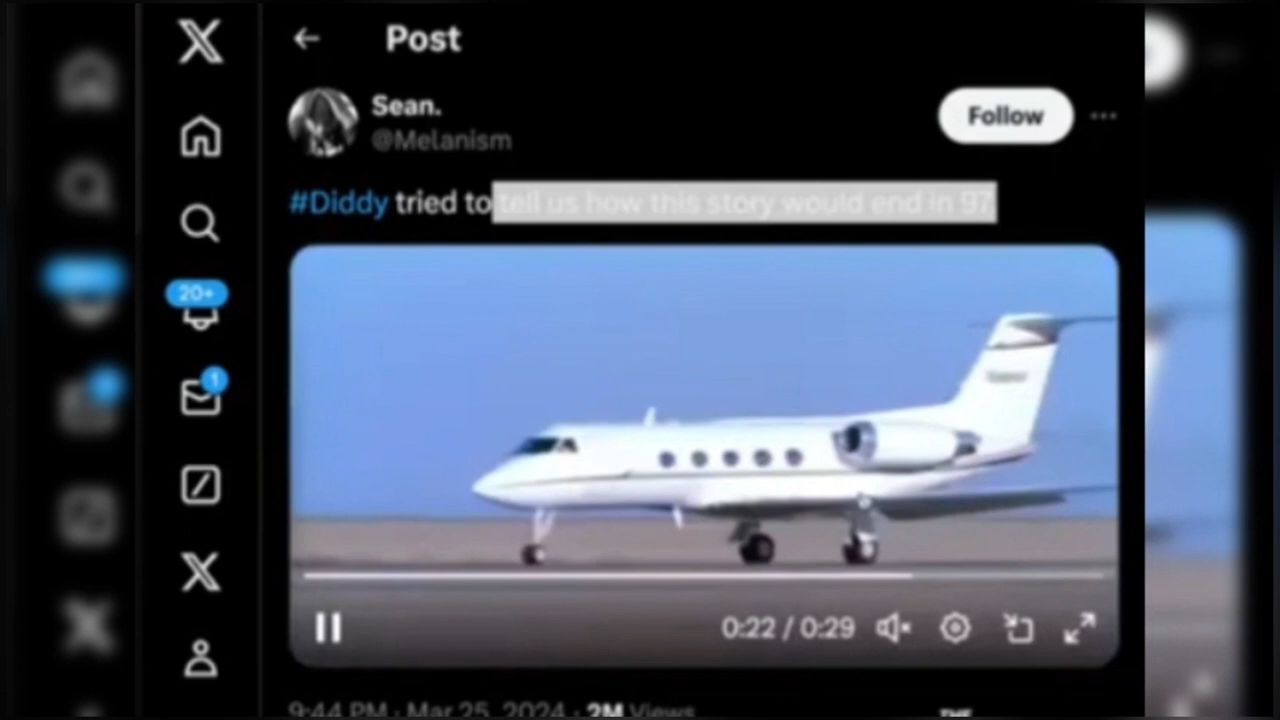 Post
Sean.
@Melanism
Follow
#Diddy tried to tell us how this story would end in 97.
20+
1
0:22 / 0:29
9:44 PM · Mar 25, 2024 · 2M Views
THE